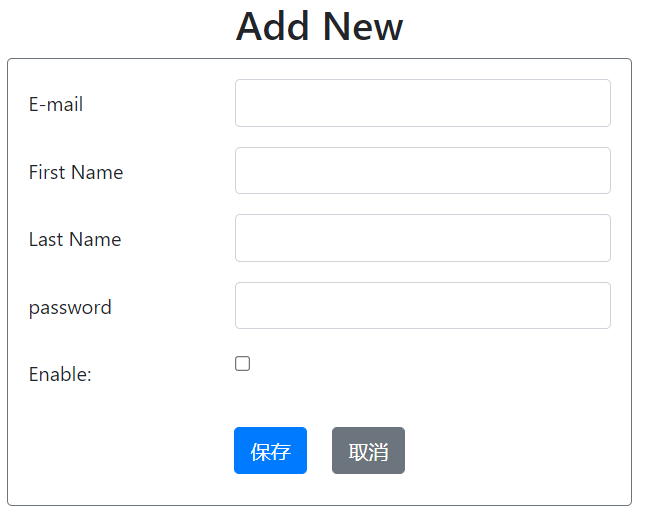 Add New
E-mail
First Name
Last Name
password
Enable:
保存 取消